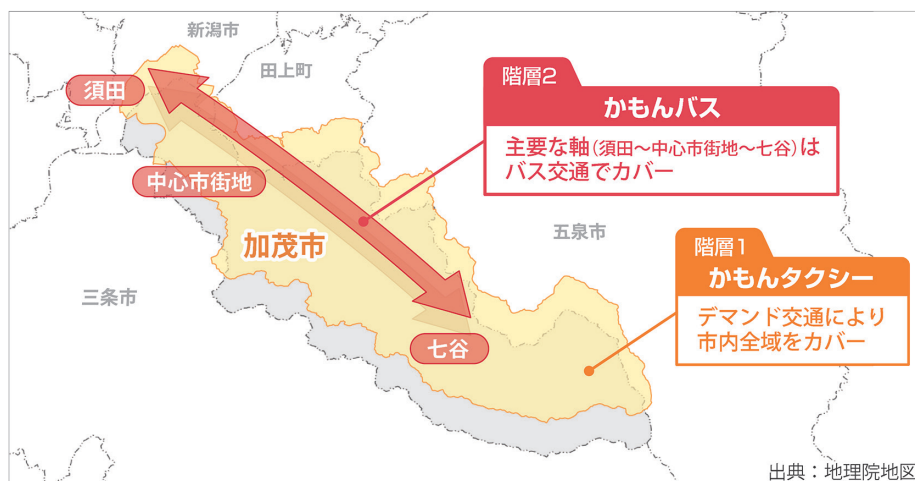 新潟市
田上町
須田
階層2
かもんバス
主要な軸(須田〜中心市街地〜七谷)は
バス交通でカバー
中心市街地
加茂市
五泉市
階層1
かもんタクシー
デマンド交通により
市内全域をカバー
三条市
七谷
出典：地理院地図